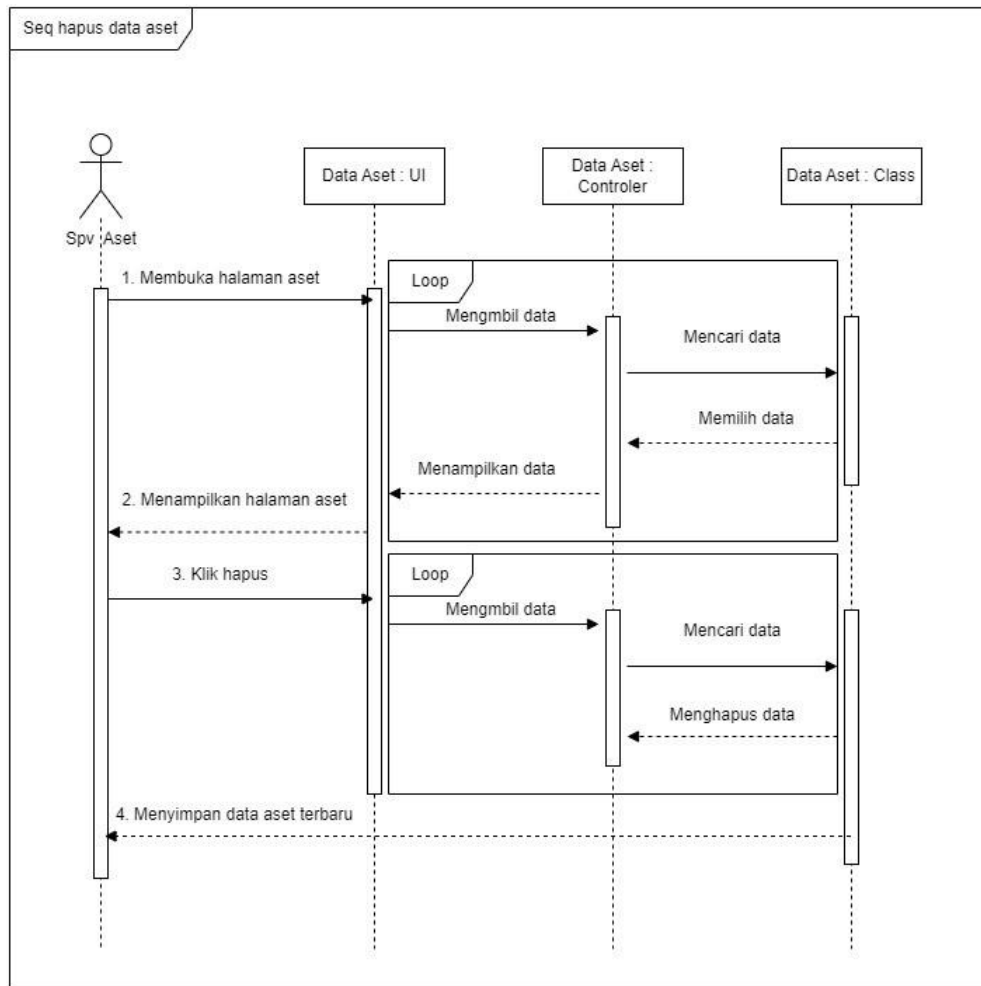 Seq hapus data aset
Spv Aset
Data Aset : UI
Data Aset :
Controler
Data Aset : Class
1. Membuka halaman aset
Loop
Mengmbil data
Mencari data
Memilih data
Menampilkan data
2. Menampilkan halaman aset
3. Klik hapus
Loop
Mengmbil data
Mencari data
Menghapus data
4. Menyimpan data aset terbaru